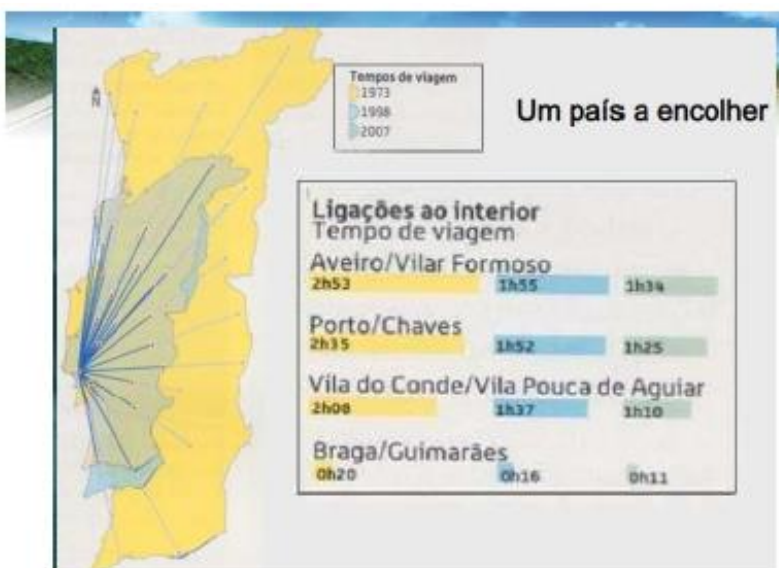 Um país a encolher
Tempos de viagem
1973
1998
2007
N
Ligações ao interior
Tempo de viagem
Aveiro/Vilar Formoso
2h53 1h55 1h34
Porto/Chaves
2h35 1h52 1h25
Vila do Conde/Vila Pouca de Aguiar
2h08 1h37 1h10
Braga/Guimarães
0h20 0h16 0h11